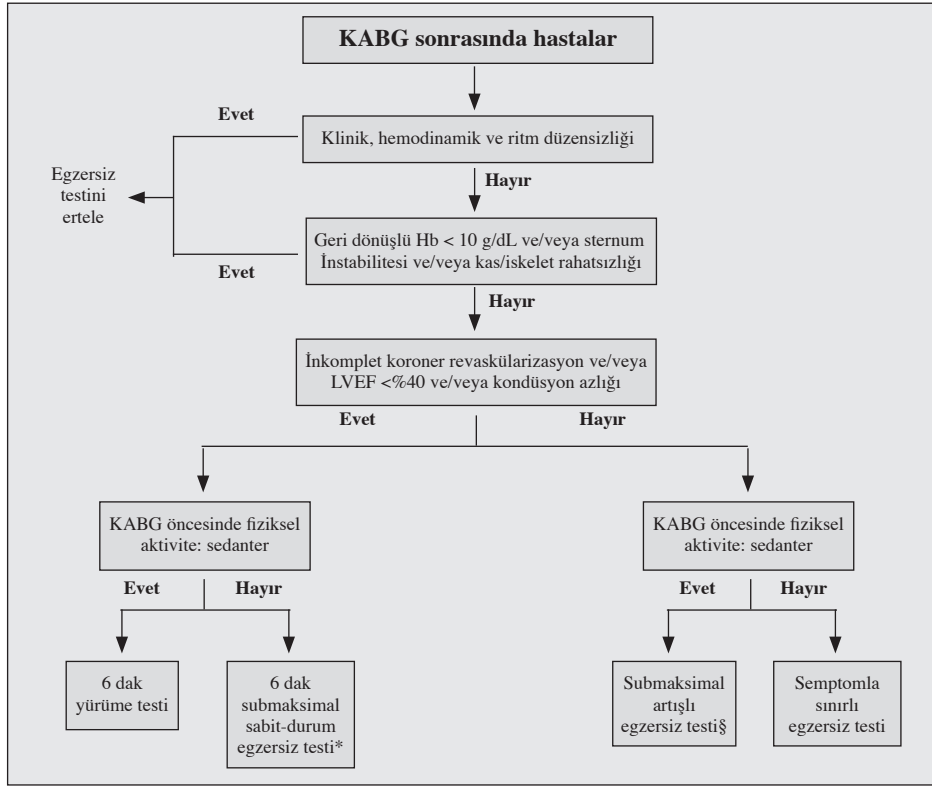 KABG sonrasında hastalar
Evet
Klinik, hemodinamik ve ritm düzensizliği
Egzersiz
testini
ertele
Hayır
Geri dönüşlü Hb < 10 g/dL ve/veya sternum
İnstabilitesi ve/veya kas/iskelet rahatsızlığı
Evet
Hayır
İnkomplet koroner revaskülarizasyon ve/veya
LVEF <%40 ve/veya kondüsyon azlığı
Evet
Hayır
KABG öncesinde fiziksel
aktivite: sedanter
Evet
Hayır
6 dak
yürüme testi
6 dak
submaksimal
sabit-durum
egzersiz testi*
KABG öncesinde fiziksel
aktivite: sedanter
Evet
Hayır
Submaksimal
artışlı
egzersiz testi§
Semptomla
sınırlı
egzersiz testi